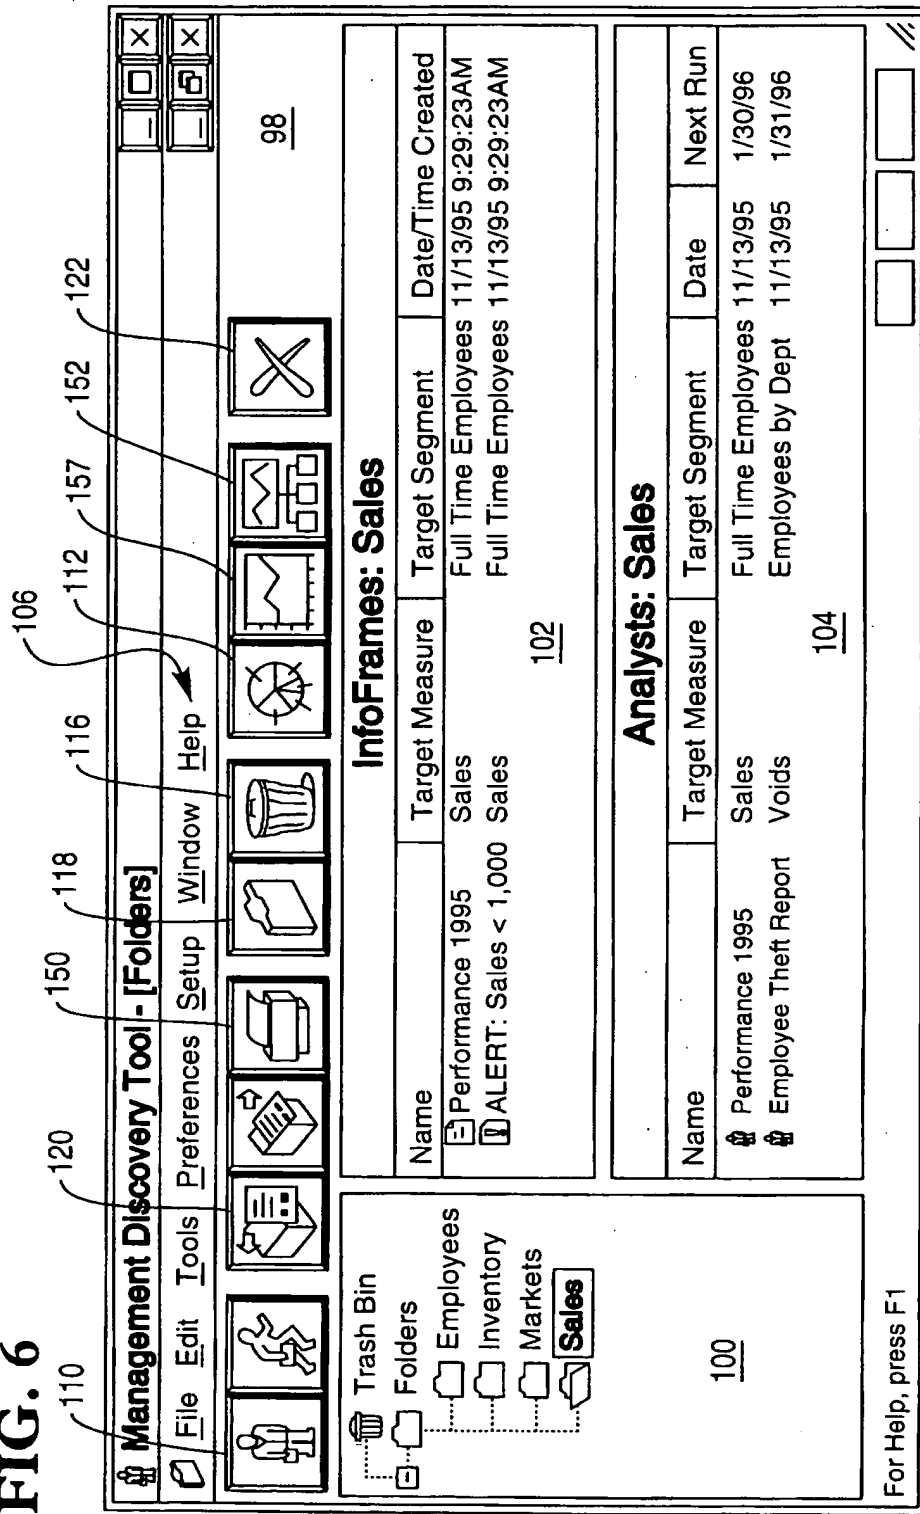 FIG. 6
106
110
120
150
118
116
112
157
152
122
Management Discovery Tool - [Folders]
File Edit Tools Preferences Setup Window Help
98
Trash Bin
Folders
Employees
Inventory
Markets
Sales
100
InfoFrames: Sales
Name Target Measure Target Segment Date/Time Created
Performance 1995 Sales Full Time Employees 11/13/95 9:29:23AM
ALERT: Sales < 1,000 Sales Full Time Employees 11/13/95 9:29:23AM
102
Analysts: Sales
Name Target Measure Target Segment Date Next Run
Performance 1995 Sales Full Time Employees 11/13/95 1/30/96
Employee Theft Report Voids Employees by Dept 11/13/95 1/31/96
104
For Help, press F1